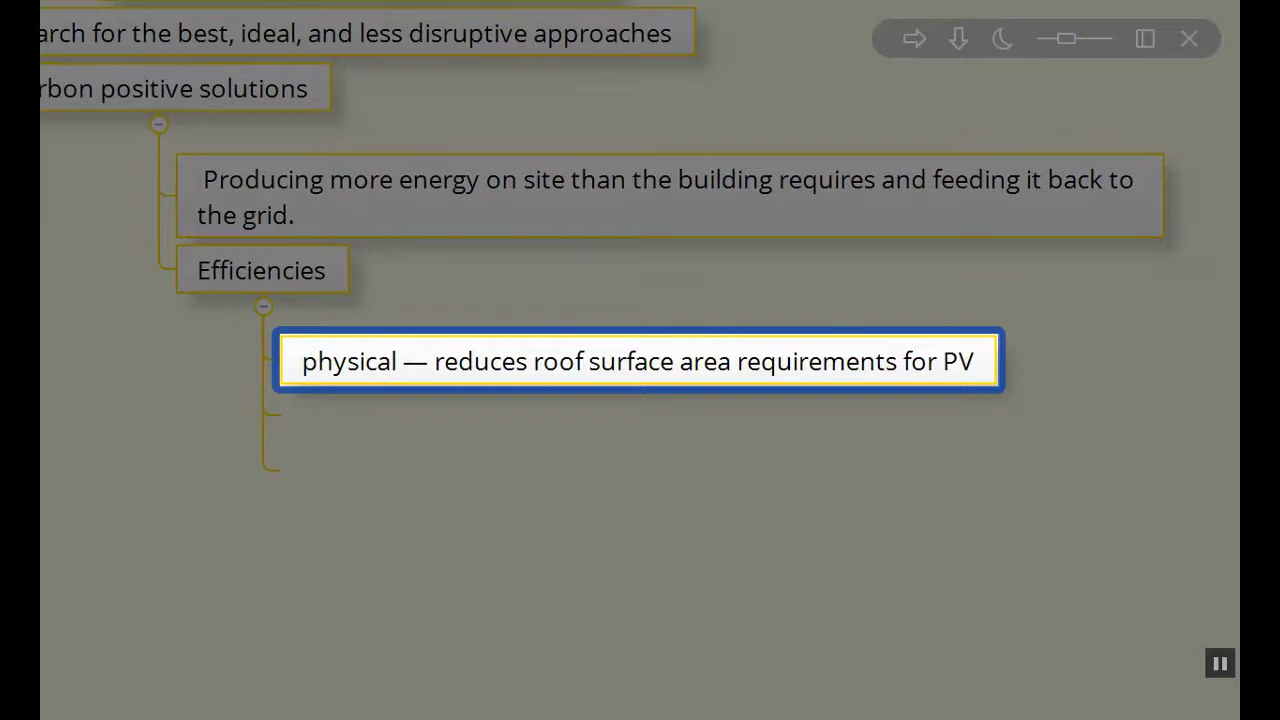 arch for the best, ideal, and less disruptive approaches
rbon positive solutions
Producing more energy on site than the building requires and feeding it back to
the grid.
Efficiencies
physical — reduces roof surface area requirements for PV